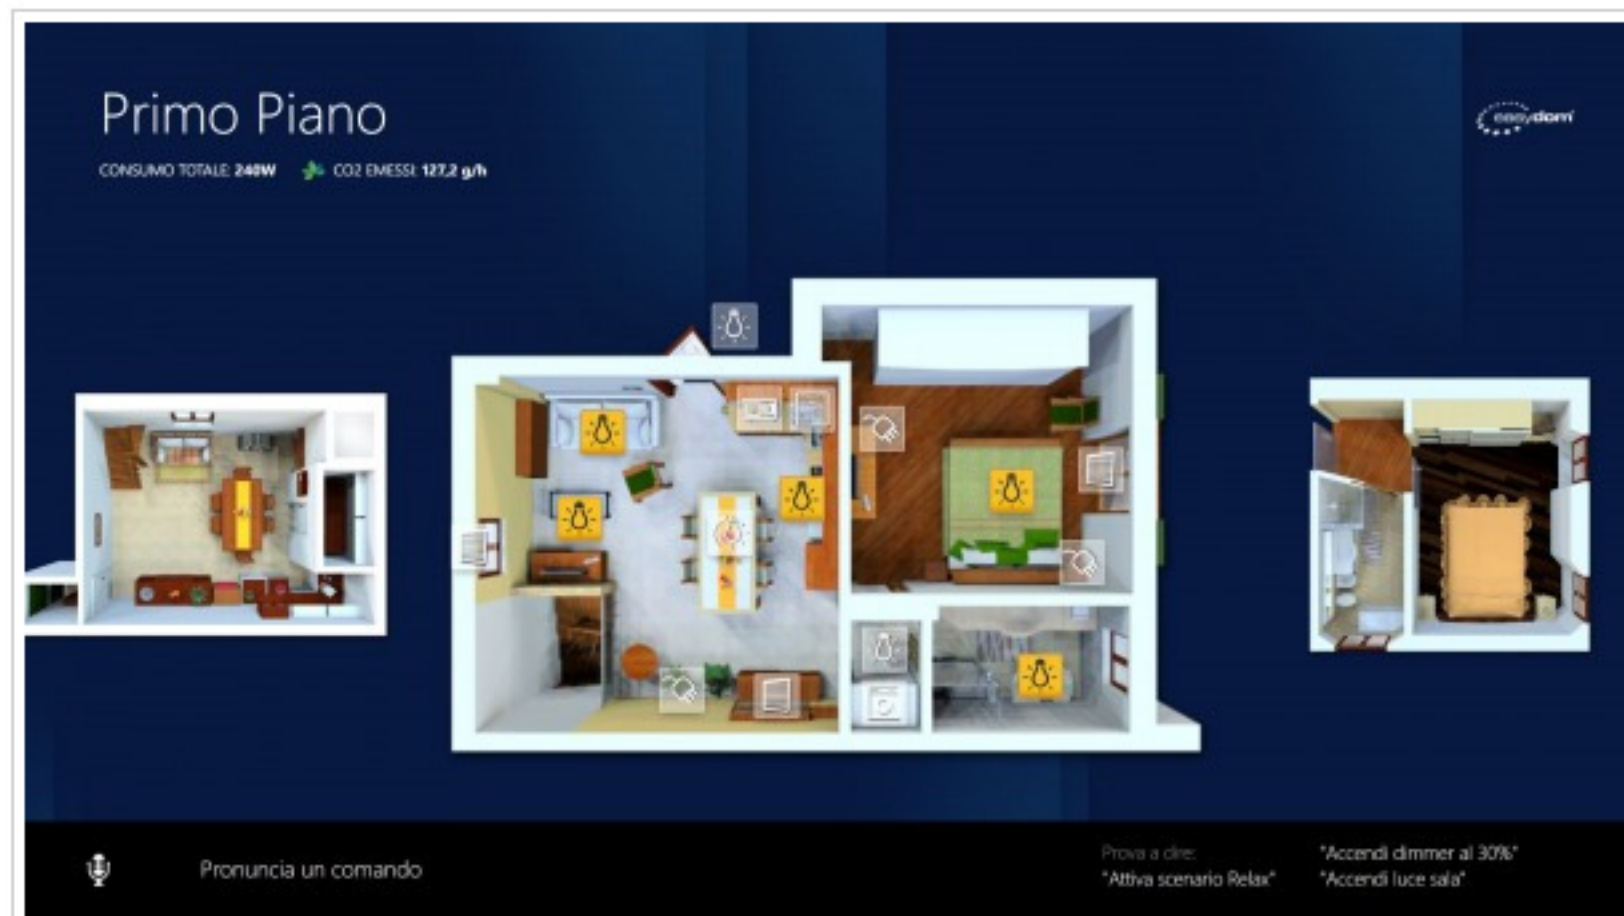 Primo Piano
easydom
CONSUMO TOTALE: 240W CO2 EMESSI: 127,2 g/h
Pronuncia un comando
Prova a dire:
"Attiva scenario Relax"
"Accendi dimmer al 30%"
"Accendi luce sala"